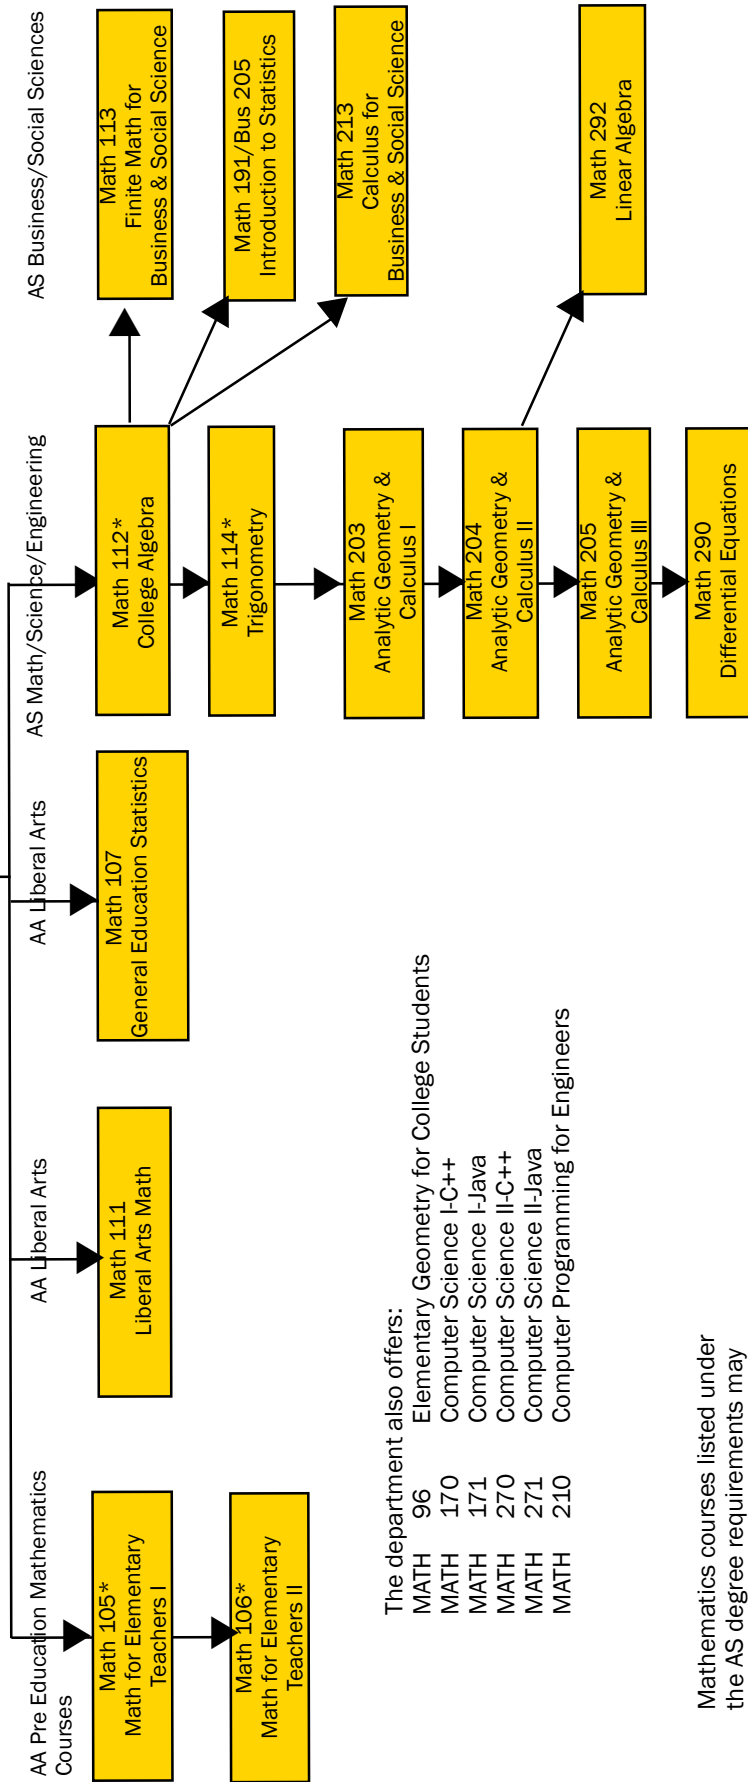 AA Pre Education Mathematics
Courses
AA Liberal Arts
AA Liberal Arts
AS Math/Science/Engineering
AS Business/Social Sciences
Math 105*
Math for Elementary
Teachers I
Math 106*
Math for Elementary
Teachers II
Math 111
Liberal Arts Math
Math 107
General Education Statistics
Math 112*
College Algebra
Math 114*
Trigonometry
Math 203
Analytic Geometry &
Calculus I
Math 204
Analytic Geometry &
Calculus II
Math 205
Analytic Geometry &
Calculus III
Math 290
Differential Equations
Math 113
Finite Math for
Business & Social Science
Math 191/Bus 205
Introduction to Statistics
Math 213
Calculus for
Business & Social Science
Math 292
Linear Algebra
The department also offers:
MATH 96 Elementary Geometry for College Students
MATH 170 Computer Science I-C++
MATH 171 Computer Science I-Java
MATH 270 Computer Science II-C++
MATH 271 Computer Science II-Java
MATH 210 Computer Programming for Engineers
Mathematics courses listed under
the AS degree requirements may